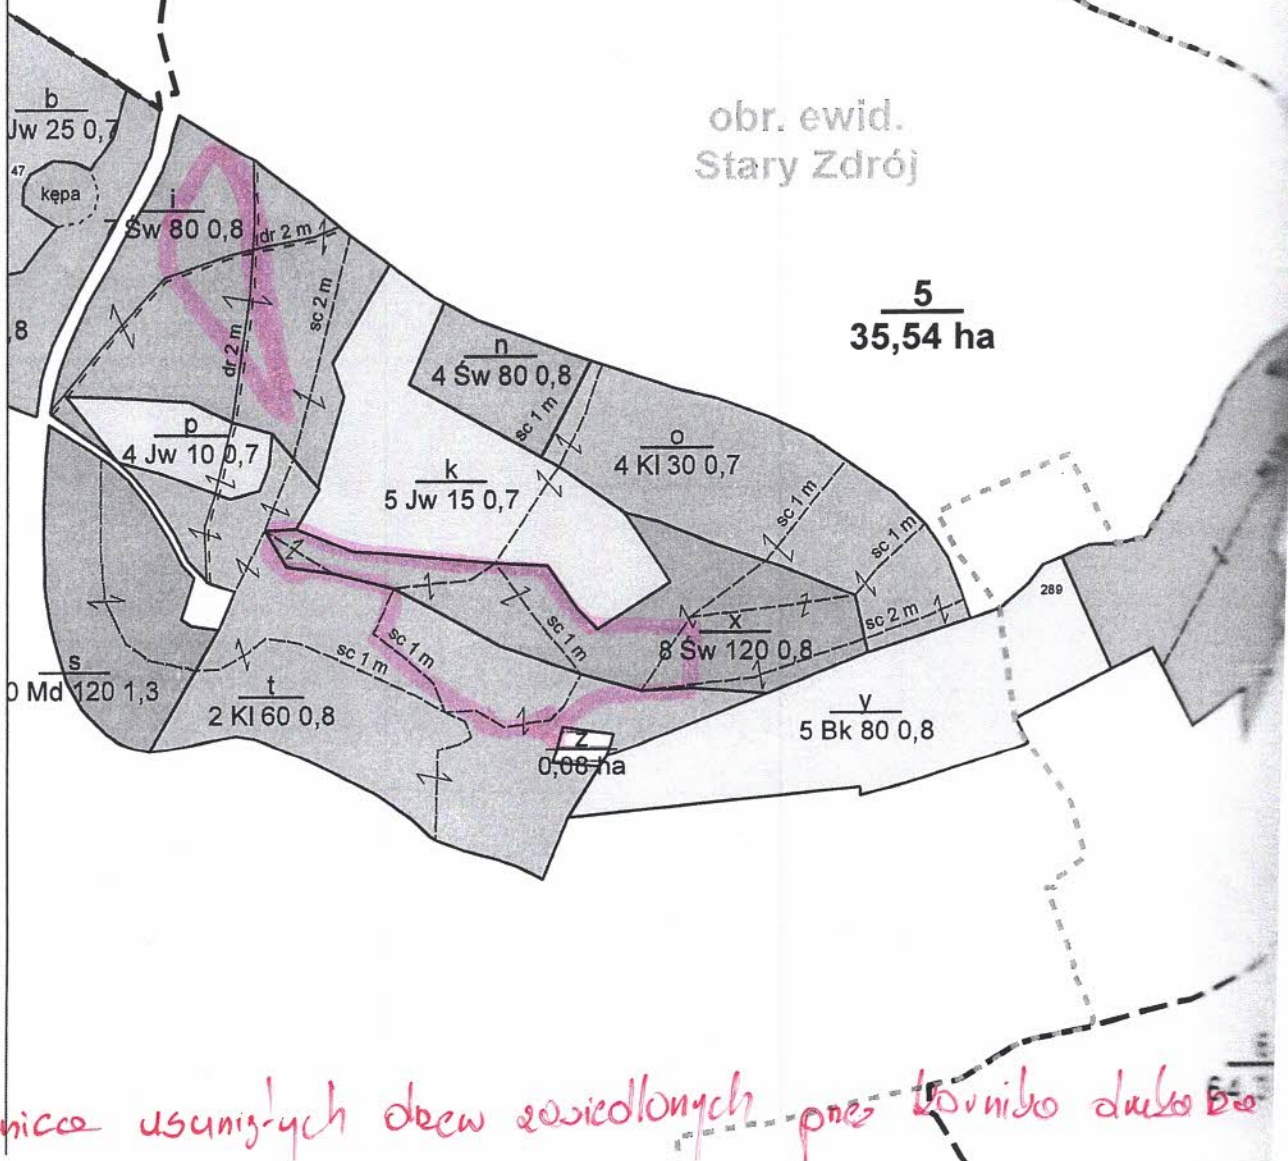 obr. ewid.
Stary Zdrój
b
Jw 25 0,7
47
kępa
i
7 Św 80 0,8
dr 2 m
sc 2 m
dr 2 m
,8
5
35,54 ha
n
4 Św 80 0,8
sc 1 m
o
4 Kl 30 0,7
p
4 Jw 10 0,7
k
5 Jw 15 0,7
sc 1 m
sc 1 m
289
sc 2 m
x
8 Św 120 0,8
sc 1 m
sc 1 m
sc 1 m
s
0 Md 120 1,3
t
2 Kl 60 0,8
v
5 Bk 80 0,8
z
0,08 ha
nica usuniętych drzew zasiedlonych przez kornika drukarza